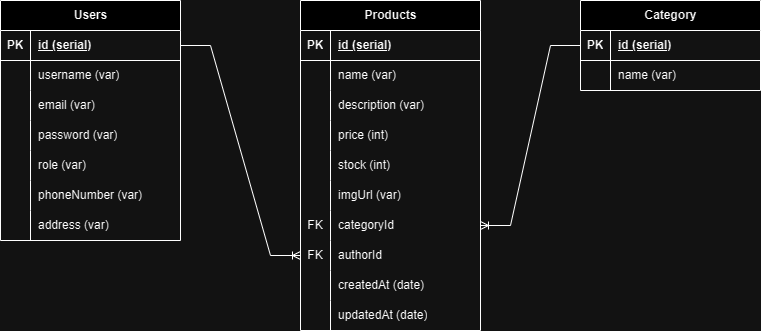 Users
PK id (serial)
username (var)
email (var)
password (var)
role (var)
phoneNumber (var)
address (var)
Products
PK id (serial)
name (var)
description (var)
price (int)
stock (int)
imgUrl (var)
FK categoryId
FK authorId
createdAt (date)
updatedAt (date)
Category
PK id (serial)
name (var)